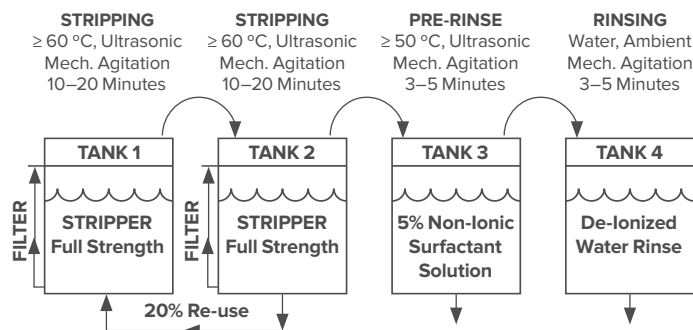 STRIPPING
≥ 60 ºC, Ultrasonic
Mech. Agitation
10–20 Minutes
STRIPPING
≥ 60 ºC, Ultrasonic
Mech. Agitation
10–20 Minutes
PRE-RINSE
≥ 50 ºC, Ultrasonic
Mech. Agitation
3–5 Minutes
RINSING
Water, Ambient
Mech. Agitation
3–5 Minutes
TANK 1
FILTER
STRIPPER
Full Strength
TANK 2
FILTER
STRIPPER
Full Strength
TANK 3
5% Non-Ionic
Surfactant
Solution
TANK 4
De-Ionized
Water Rinse
20% Re-use